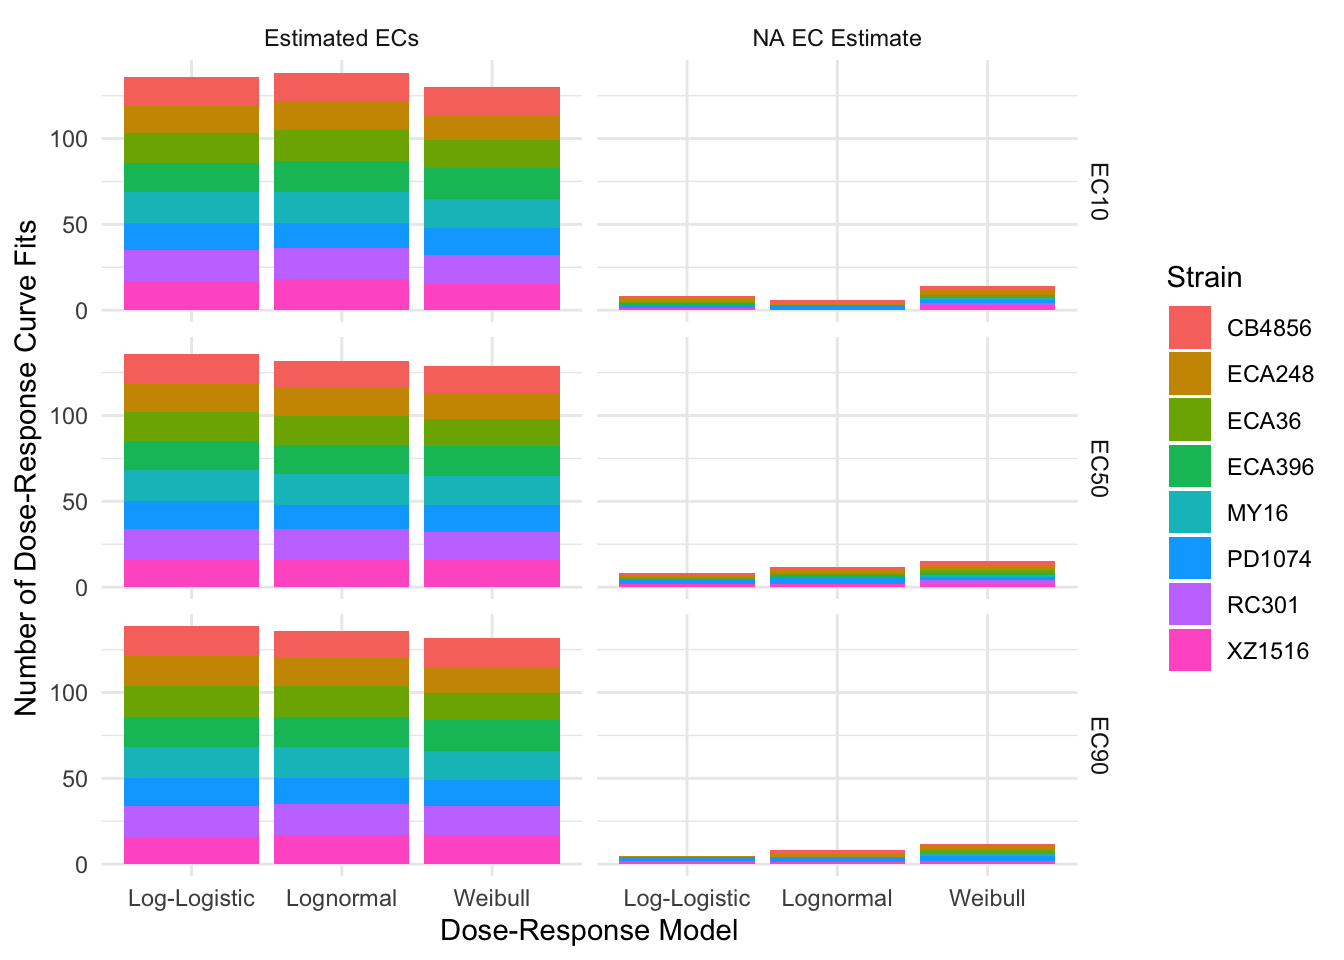 Estimated ECs
NA EC Estimate
100
50
0
EC10
100
50
0
EC50
100
50
0
EC90
Number of Dose-Response Curve Fits
Log-Logistic
Lognormal
Weibull
Log-Logistic
Lognormal
Weibull
Dose-Response Model
Strain
CB4856
ECA248
ECA36
ECA396
MY16
PD1074
RC301
XZ1516